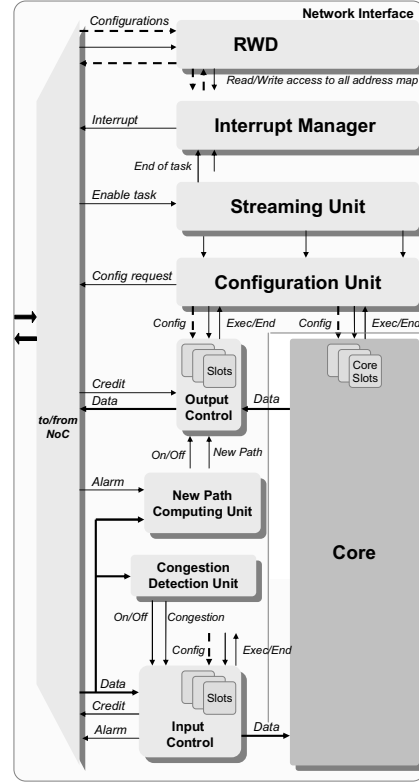 Network Interface
Configurations
RWD
Read/Write access to all address map
Interrupt
Interrupt Manager
End of task
Enable task
Streaming Unit
Config request
Configuration Unit
Config
Exec/End
Config
Exec/End
Slots
Core
Slots
Credit
Output
Control
Data
Data
to/from
NoC
On/Off
New Path
Alarm
New Path
Computing Unit
Core
Congestion
Detection Unit
On/Off
Congestion
Config
Exec/End
Data
Slots
Credit
Input
Control
Data
Alarm